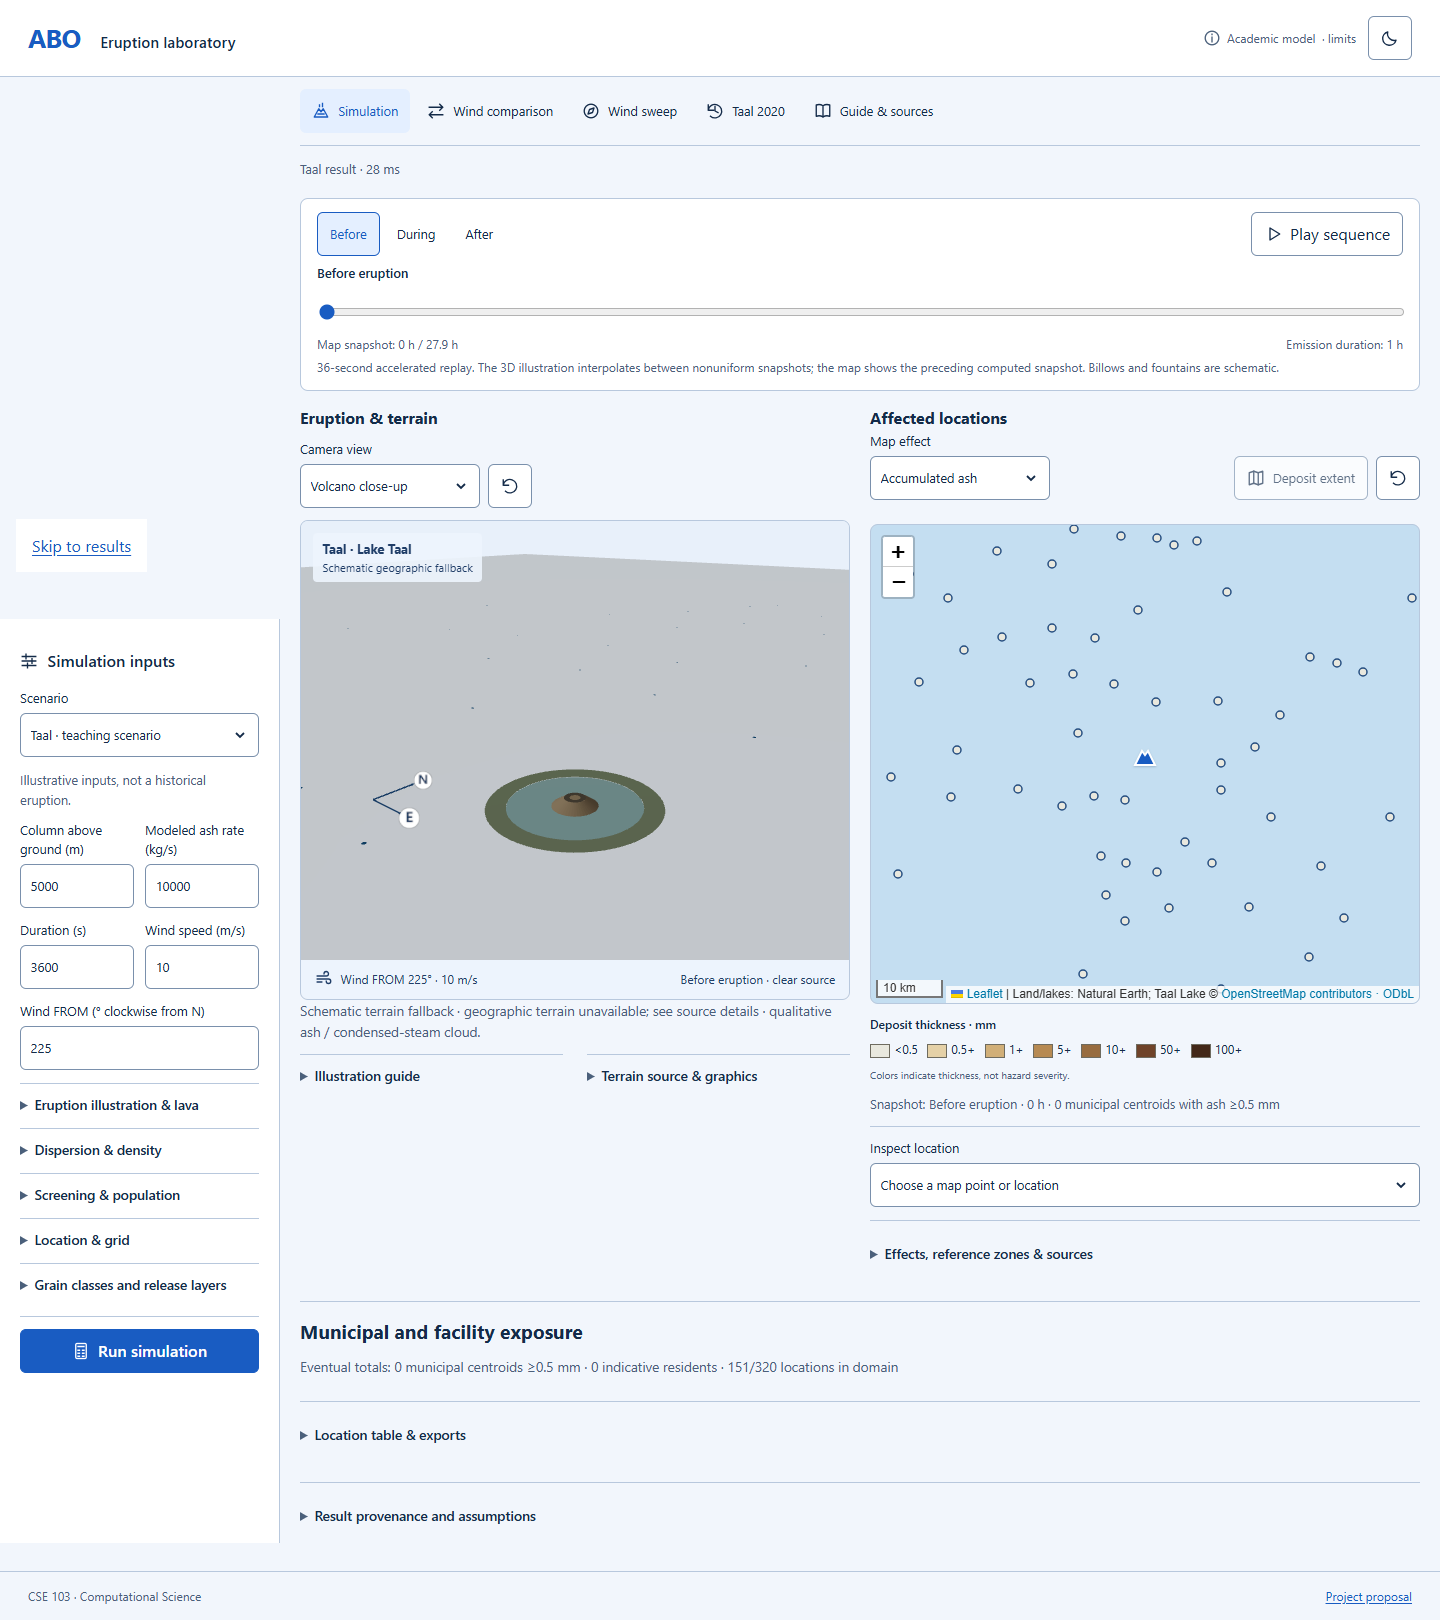 ABO Eruption laboratory
Academic model · limits
Simulation
Wind comparison
Wind sweep
Taal 2020
Guide & sources
Taal result · 28 ms
Before
During
After
Play sequence
Before eruption
Map snapshot: 0 h / 27.9 h
Emission duration: 1 h
36-second accelerated replay. The 3D illustration interpolates between nonuniform snapshots; the map shows the preceding computed snapshot. Billows and fountains are schematic.
Skip to results
Simulation inputs
Scenario
Taal · teaching scenario
Illustrative inputs, not a historical
eruption.
Column above
ground (m)
Modeled ash rate
(kg/s)
5000
10000
Duration (s)
Wind speed (m/s)
3600
10
Wind FROM (° clockwise from N)
225
Eruption illustration & lava
Dispersion & density
Screening & population
Location & grid
Grain classes and release layers
Run simulation
Eruption & terrain
Camera view
Volcano close-up
Taal · Lake Taal
Schematic geographic fallback
N
E
Wind FROM 225° · 10 m/s
Before eruption · clear source
Schematic terrain fallback · geographic terrain unavailable; see source details · qualitative
ash / condensed-steam cloud.
Illustration guide
Terrain source & graphics
Affected locations
Map effect
Accumulated ash
Deposit extent
+
−
10 km
Leaflet | Land/lakes: Natural Earth; Taal Lake © OpenStreetMap contributors · ODbL
Deposit thickness · mm
<0.5
0.5+
1+
5+
10+
50+
100+
Colors indicate thickness, not hazard severity.
Snapshot: Before eruption · 0 h · 0 municipal centroids with ash ≥0.5 mm
Inspect location
Choose a map point or location
Effects, reference zones & sources
Municipal and facility exposure
Eventual totals: 0 municipal centroids ≥0.5 mm · 0 indicative residents · 151/320 locations in domain
Location table & exports
Result provenance and assumptions
CSE 103 · Computational Science
Project proposal